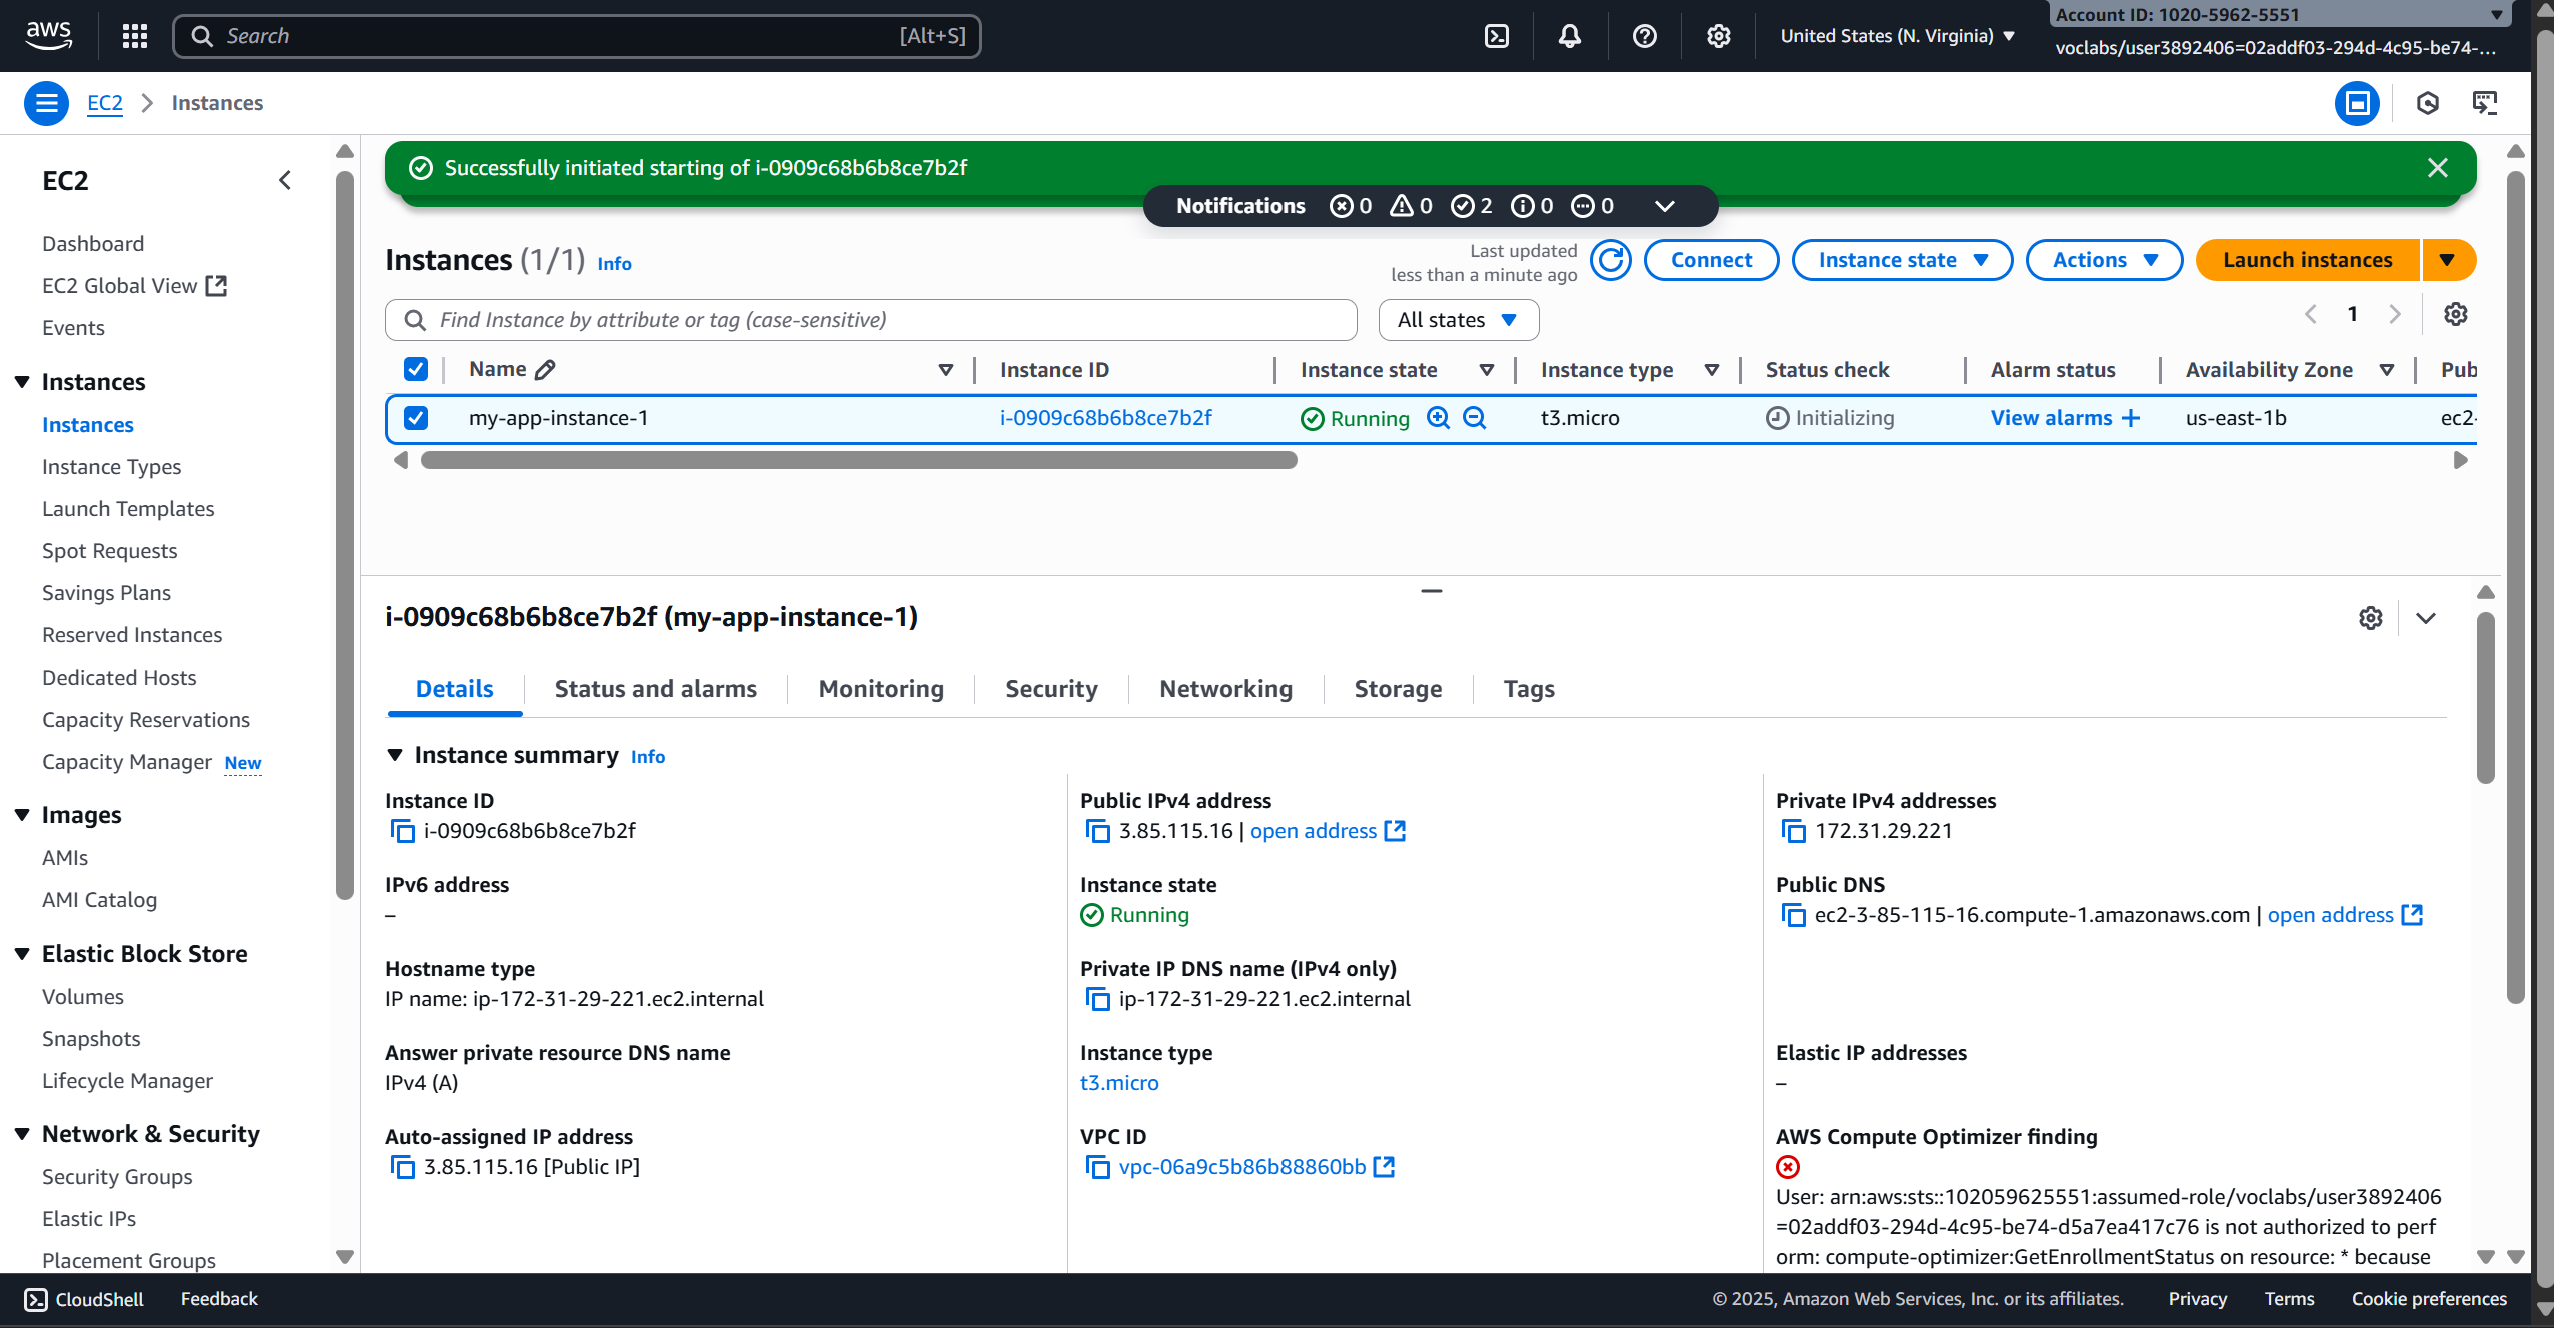 aws
Search [Alt+S]
United States (N. Virginia)
Account ID: 1020-5962-5551
voclabs/user3892406=02addf03-294d-4c95-be74-...
EC2 Instances
EC2
Dashboard
EC2 Global View
Events
Instances
Instances
Instance Types
Launch Templates
Spot Requests
Savings Plans
Reserved Instances
Dedicated Hosts
Capacity Reservations
Capacity Manager New
Images
AMIs
AMI Catalog
Elastic Block Store
Volumes
Snapshots
Lifecycle Manager
Network & Security
Security Groups
Elastic IPs
Placement Groups
Successfully initiated starting of i-0909c68b6b8ce7b2f
Notifications 0 0 2 0 0
Instances (1/1) Info
Last updated
less than a minute ago
Connect Instance state Actions Launch instances
Find Instance by attribute or tag (case-sensitive)
All states
1
Name Instance ID Instance state Instance type Status check Alarm status Availability Zone Pub
my-app-instance-1 i-0909c68b6b8ce7b2f Running t3.micro Initializing View alarms + us-east-1b ec2-
i-0909c68b6b8ce7b2f (my-app-instance-1)
Details Status and alarms Monitoring Security Networking Storage Tags
Instance summary Info
Instance ID
i-0909c68b6b8ce7b2f
IPv6 address
–
Hostname type
IP name: ip-172-31-29-221.ec2.internal
Answer private resource DNS name
IPv4 (A)
Auto-assigned IP address
3.85.115.16 [Public IP]
Public IPv4 address
3.85.115.16 | open address
Instance state
Running
Private IP DNS name (IPv4 only)
ip-172-31-29-221.ec2.internal
Instance type
t3.micro
VPC ID
vpc-06a9c5b86b88860bb
Private IPv4 addresses
172.31.29.221
Public DNS
ec2-3-85-115-16.compute-1.amazonaws.com | open address
Elastic IP addresses
–
AWS Compute Optimizer finding
User: arn:aws:sts::102059625551:assumed-role/voclabs/user3892406
=02addf03-294d-4c95-be74-d5a7ea417c76 is not authorized to perf
orm: compute-optimizer:GetEnrollmentStatus on resource: * because
CloudShell Feedback
© 2025, Amazon Web Services, Inc. or its affiliates. Privacy Terms Cookie preferences